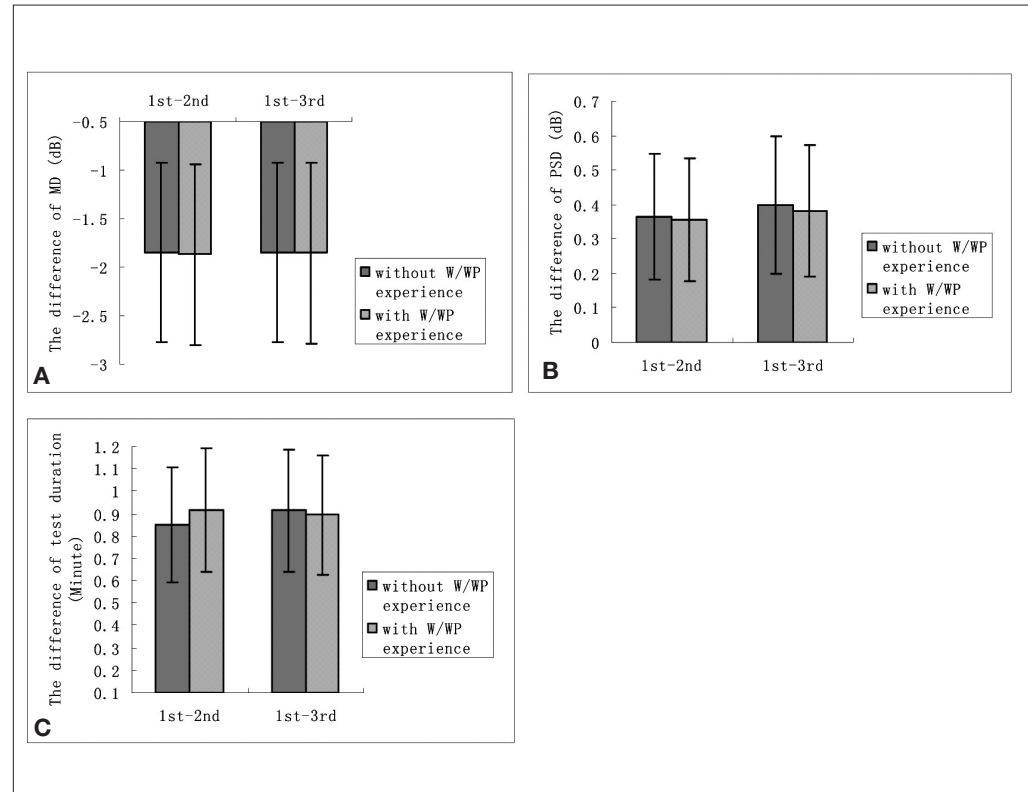 1st-2nd 1st-3rd
The difference of MD (dB)
-0.5
-1
-1.5
-2
-2.5
-3
without W/WP
experience
with W/WP
experience
A
The difference of PSD (dB)
0.7
0.6
0.5
0.4
0.3
0.2
0.1
0
1st-2nd 1st-3rd
without W/WP
experience
with W/WP
experience
B
The difference of test duration
(Minute)
1.2
1.1
1
0.9
0.8
0.7
0.6
0.5
0.4
0.3
0.2
0.1
1st-2nd 1st-3rd
without W/WP
experience
with W/WP
experience
C